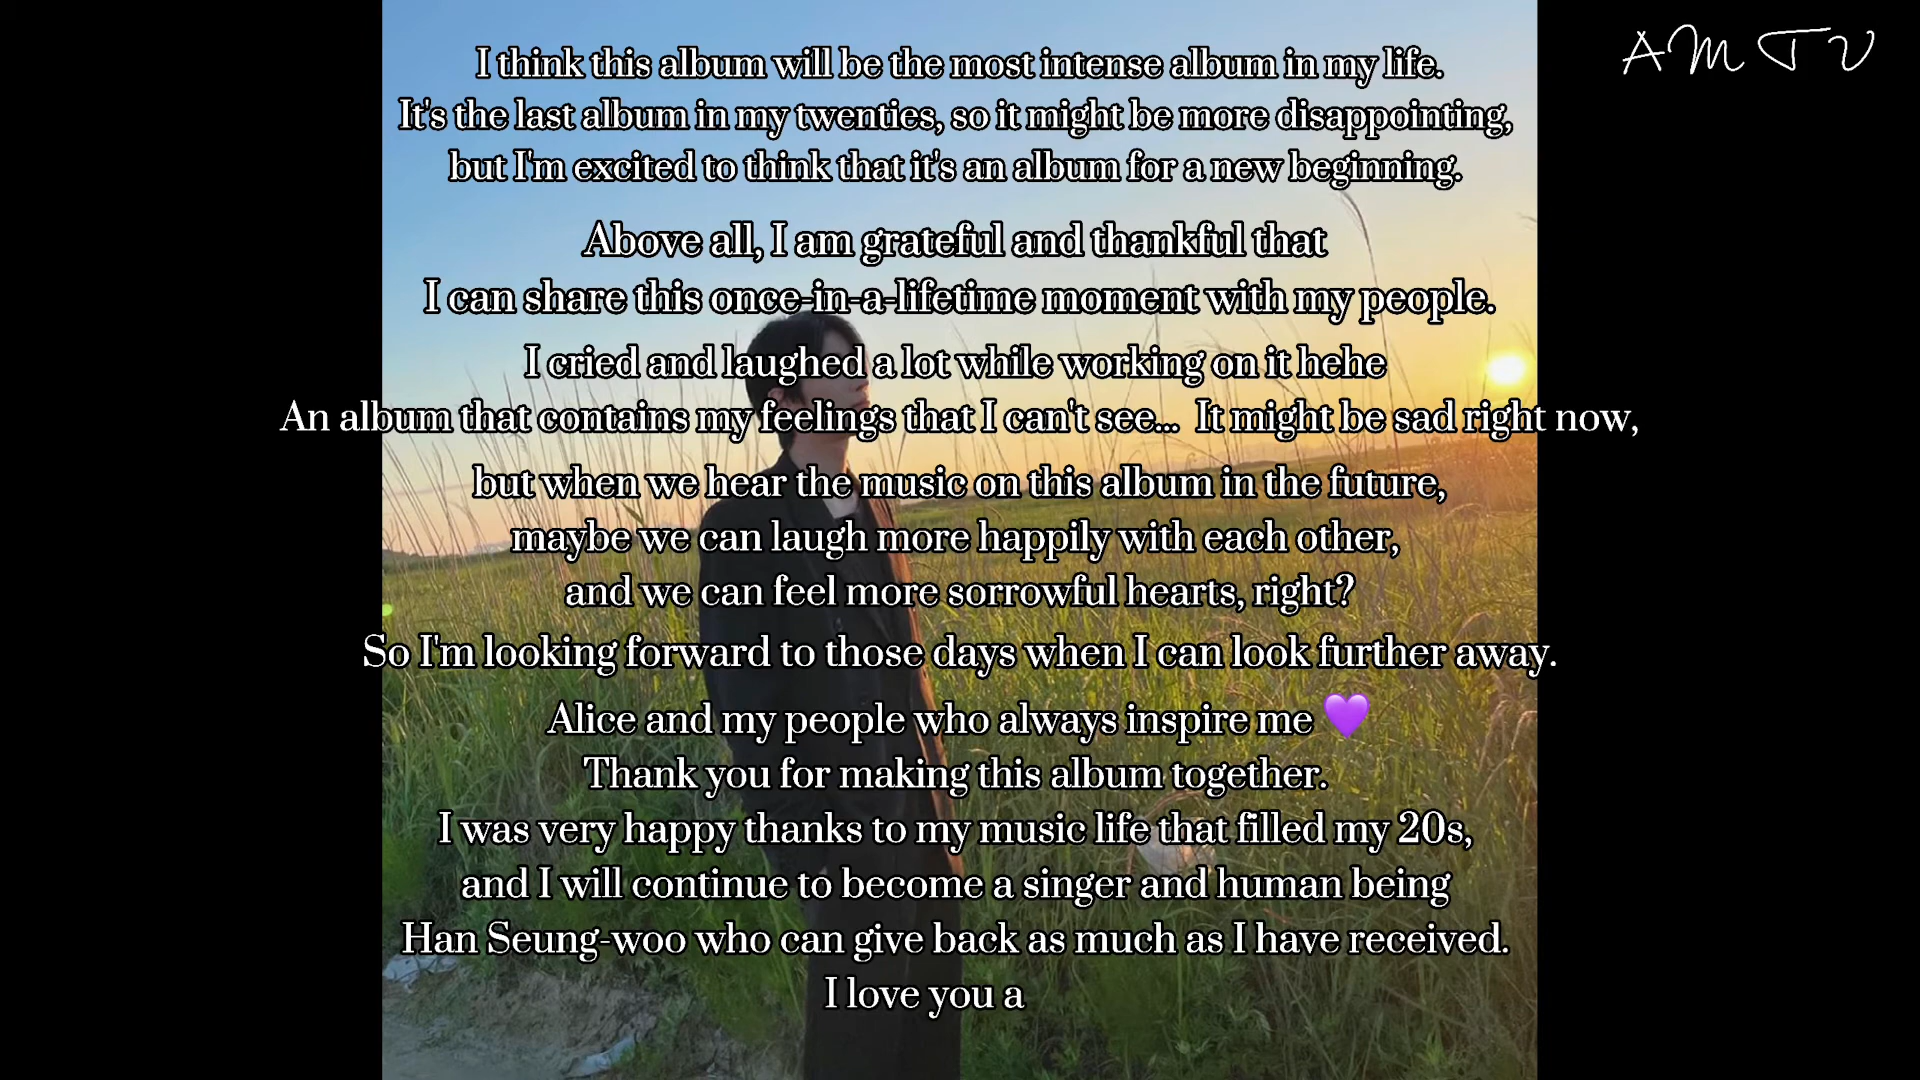 AMTV
I think this album will be the most intense album in my life.
It's the last album in my twenties, so it might be more disappointing,
but I'm excited to think that it's an album for a new beginning.
Above all, I am grateful and thankful that
I can share this once-in-a-lifetime moment with my people.
I cried and laughed a lot while working on it hehe
An album that contains my feelings that I can't see... It might be sad right now,
but when we hear the music on this album in the future,
maybe we can laugh more happily with each other,
and we can feel more sorrowful hearts, right?
So I'm looking forward to those days when I can look further away.
Alice and my people who always inspire me 💜
Thank you for making this album together.
I was very happy thanks to my music life that filled my 20s,
and I will continue to become a singer and human being
Han Seung-woo who can give back as much as I have received.
I love you a